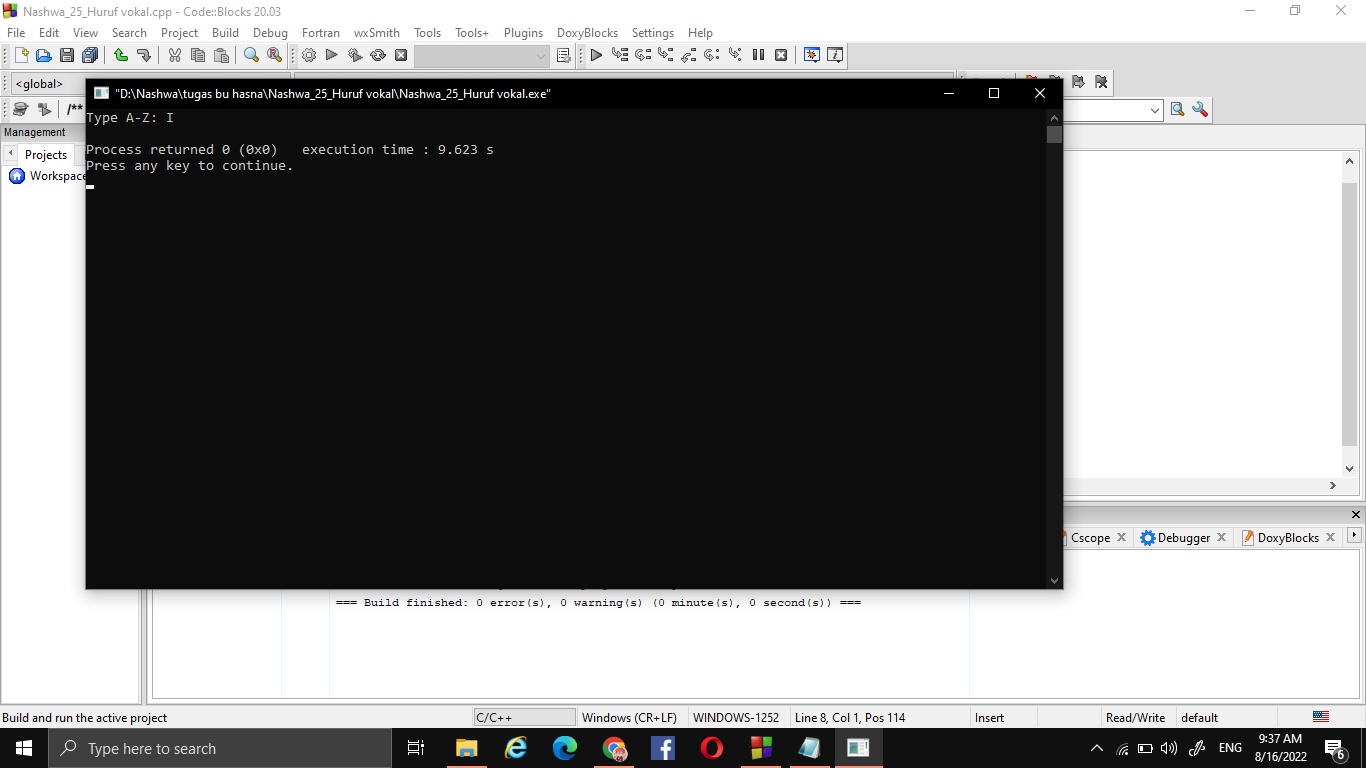 Nashwa_25_Huruf vokal.cpp - Code::Blocks 20.03
File Edit View Search Project Build Debug Fortran wxSmith Tools Tools+ Plugins DoxyBlocks Settings Help
<global>
/**
"D:\Nashwa\tugas bu hasna\Nashwa_25_Huruf vokal\Nashwa_25_Huruf vokal.exe"
Type A-Z: I
Process returned 0 (0x0)   execution time : 9.623 s
Press any key to continue.
Management
Projects
Workspace
Cscope Debugger DoxyBlocks
=== Build finished: 0 error(s), 0 warning(s) (0 minute(s), 0 second(s)) ===
Build and run the active project C/C++ Windows (CR+LF) WINDOWS-1252 Line 8, Col 1, Pos 114 Insert Read/Write default
Type here to search
ENG
9:37 AM
8/16/2022
6